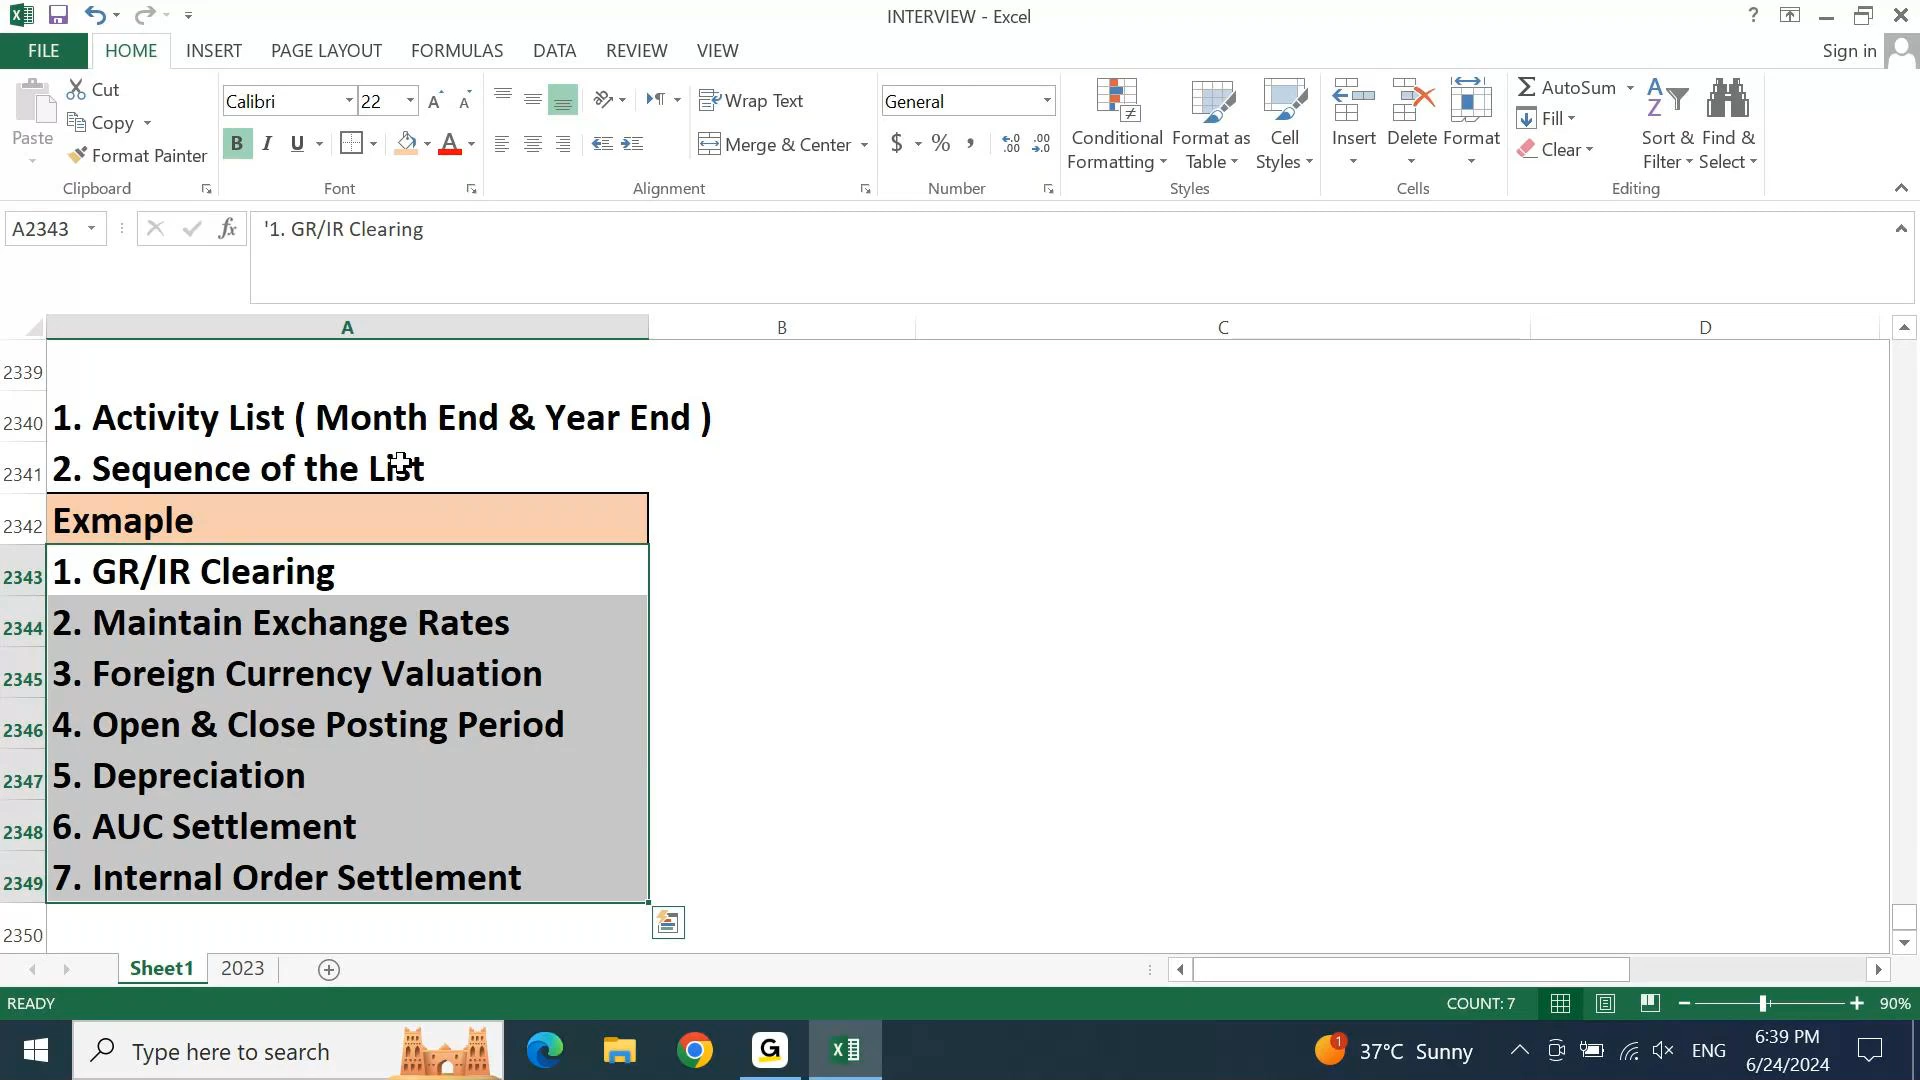 INTERVIEW - Excel
?
FILE HOME INSERT PAGE LAYOUT FORMULAS DATA REVIEW VIEW Sign in
Paste
Cut
Copy
Format Painter
Clipboard
Calibri 22 A A
B I U A
Font
Wrap Text
Merge & Center
Alignment
General
$ % , .00 .00
Number
Conditional Formatting
Format as Table
Cell Styles
Styles
Insert
Delete
Format
Cells
AutoSum
Fill
Clear
Sort & Filter
Find & Select
Editing
A2343 fx '1. GR/IR Clearing
A B C D
2339
2340 1. Activity List ( Month End & Year End )
2341 2. Sequence of the List
2342 Exmaple
2343 1. GR/IR Clearing
2344 2. Maintain Exchange Rates
2345 3. Foreign Currency Valuation
2346 4. Open & Close Posting Period
2347 5. Depreciation
2348 6. AUC Settlement
2349 7. Internal Order Settlement
2350
Sheet1 2023
READY COUNT: 7 90%
Type here to search
1 37°C Sunny ENG
6:39 PM
6/24/2024